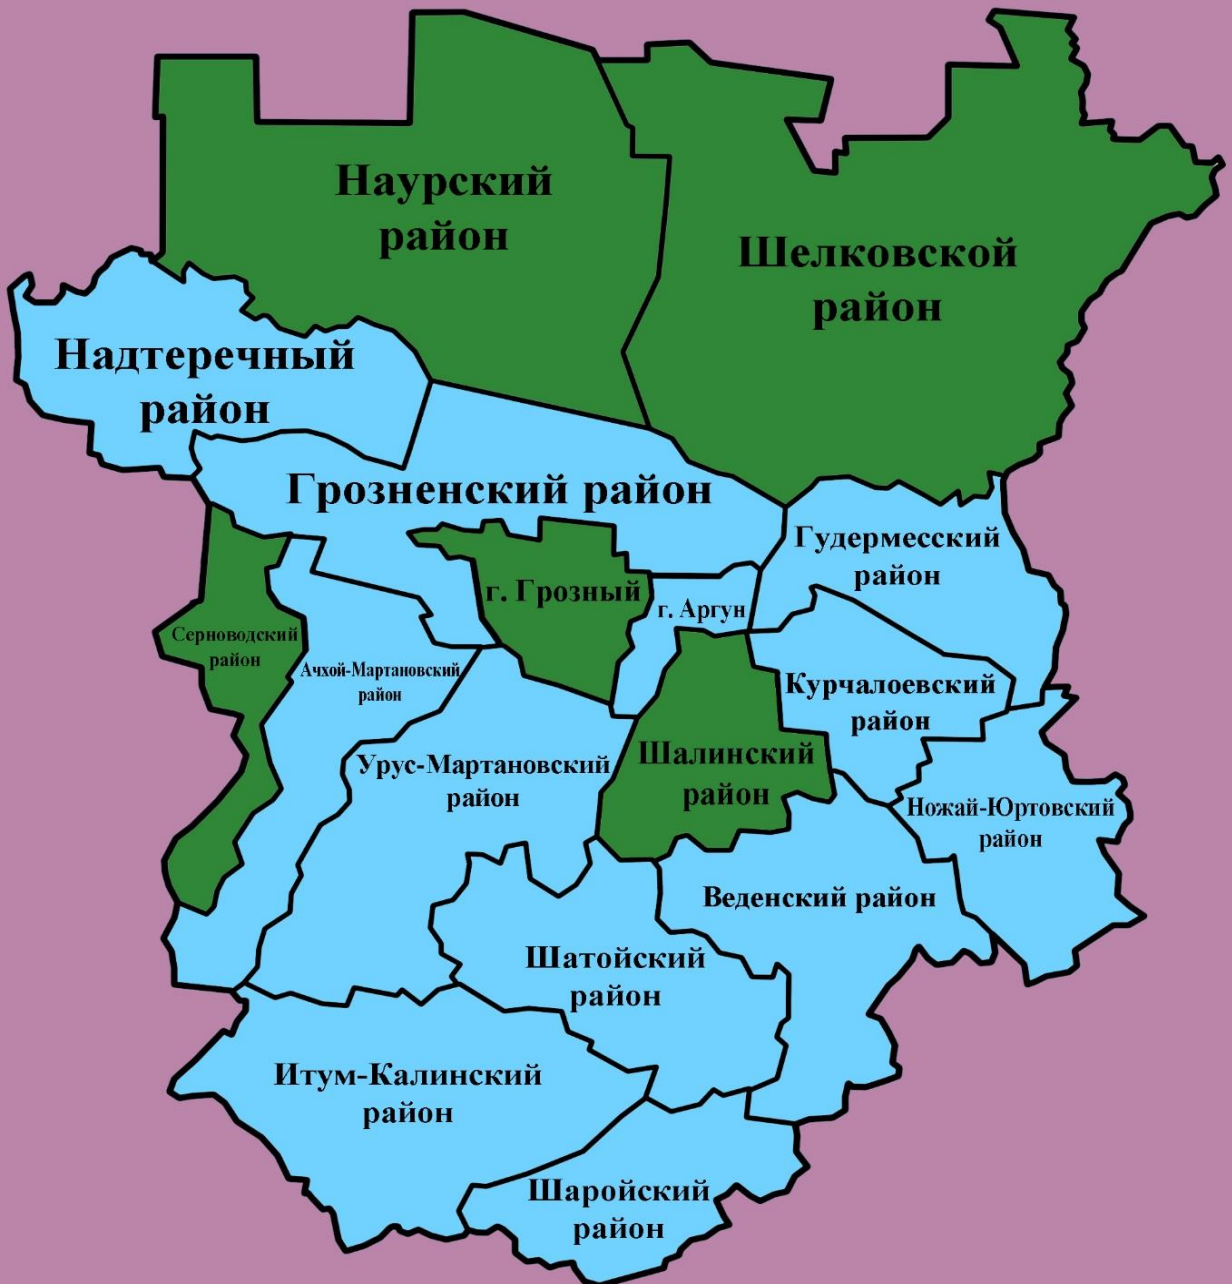 Наурский
район
Шелковской
район
Надтеречный
район
Грозненский район
Гудермесский
район
г. Грозный
г. Аргун
Серноводский
район
Ачхой-Мартановский
район
Курчалоевский
район
Урус-Мартановский
район
Шалинский
район
Ножай-Юртовский
район
Веденский район
Шатойский
район
Итум-Калинский
район
Шаройский
район